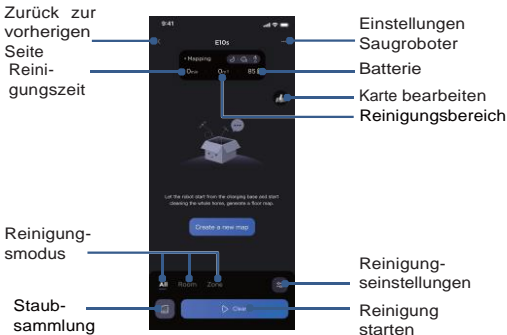 Zurück zur
vorherigen
Seite
Reini-
gungszeit
Reinigung-
smodus
Staub-
sammlung
9:41
E10s
Mapping
0min 0m² 85
Let the robot start from the charging base and start
cleaning the whole home, generate a floor map.
Create a new map
All Room Zone
Clean
Einstellungen
Saugroboter
Batterie
Karte bearbeiten
Reinigungsbereich
Reinigung-
seinstellungen
Reinigung
starten